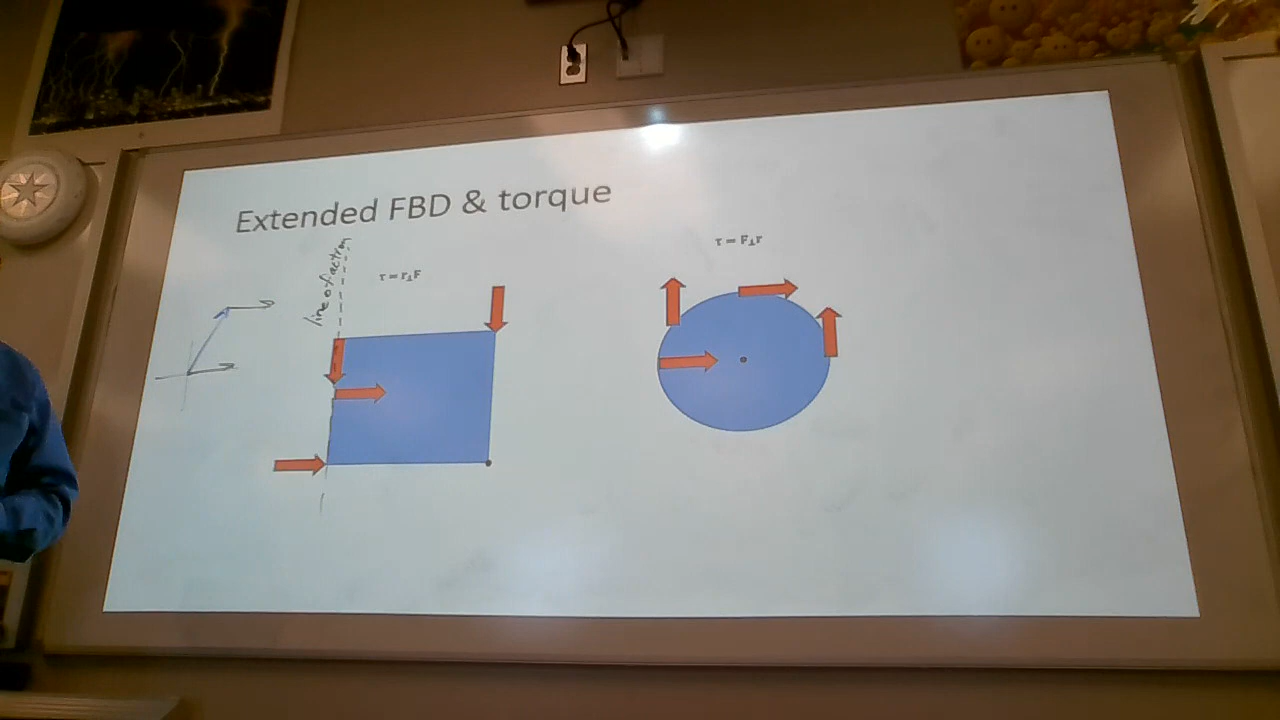 Extended FBD & torque
line of action
τ = r⊥F
τ = F⊥r